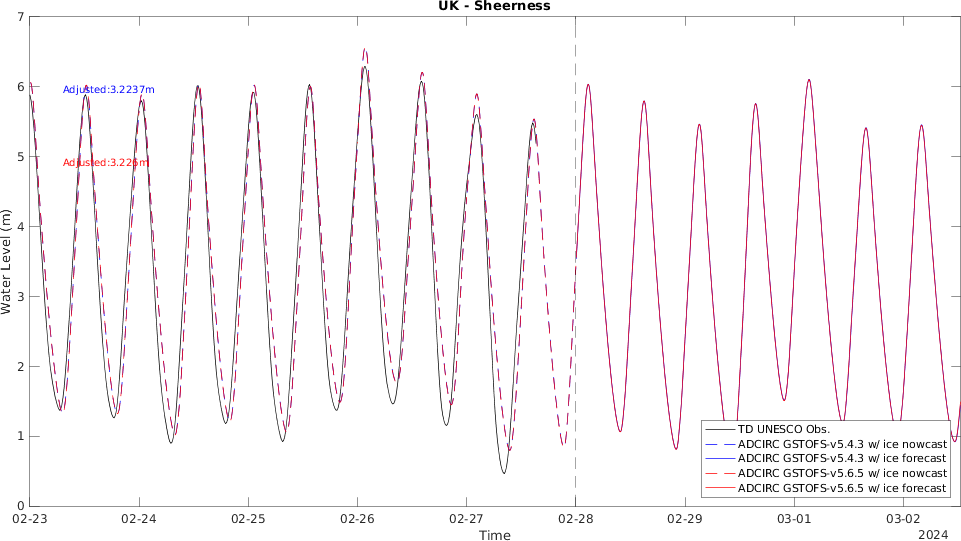 UK - Sheerness
7
6
5
4
3
2
1
0
Water Level (m)
Adjusted:3.2237m
Adjusted:3.226m
TD UNESCO Obs.
ADCIRC GSTOFS-v5.4.3 w/ ice nowcast
ADCIRC GSTOFS-v5.4.3 w/ ice forecast
ADCIRC GSTOFS-v5.6.5 w/ ice nowcast
ADCIRC GSTOFS-v5.6.5 w/ ice forecast
02-23 02-24 02-25 02-26 02-27 02-28 02-29 03-01 03-02
Time
2024